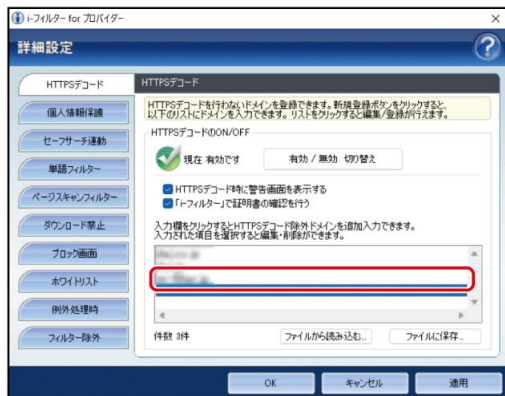 i-フィルター for プロバイダー
詳細設定
HTTPSデコード
個人情報保護
セーフサーチ連動
単語フィルター
ページスキャンフィルター
ダウンロード禁止
ブロック画面
ホワイトリスト
例外処理時
フィルター除外
HTTPSデコード
HTTPSデコードを行わないドメインを登録できます。新規登録ボタンをクリックすると、
以下のリストにドメインを入力できます。リストをクリックすると編集/登録が行えます。
HTTPSデコードのON/OFF
現在 有効です
有効 / 無効 切り替え
HTTPSデコード時に警告画面を表示する
「i-フィルター」で証明書の確認を行う
入力欄をクリックするとHTTPSデコード除外ドメインを追加入力できます。
入力された項目を選択すると編集・削除ができます。
件数 3件
ファイルから読み込む...
ファイルに保存...
OK
キャンセル
適用